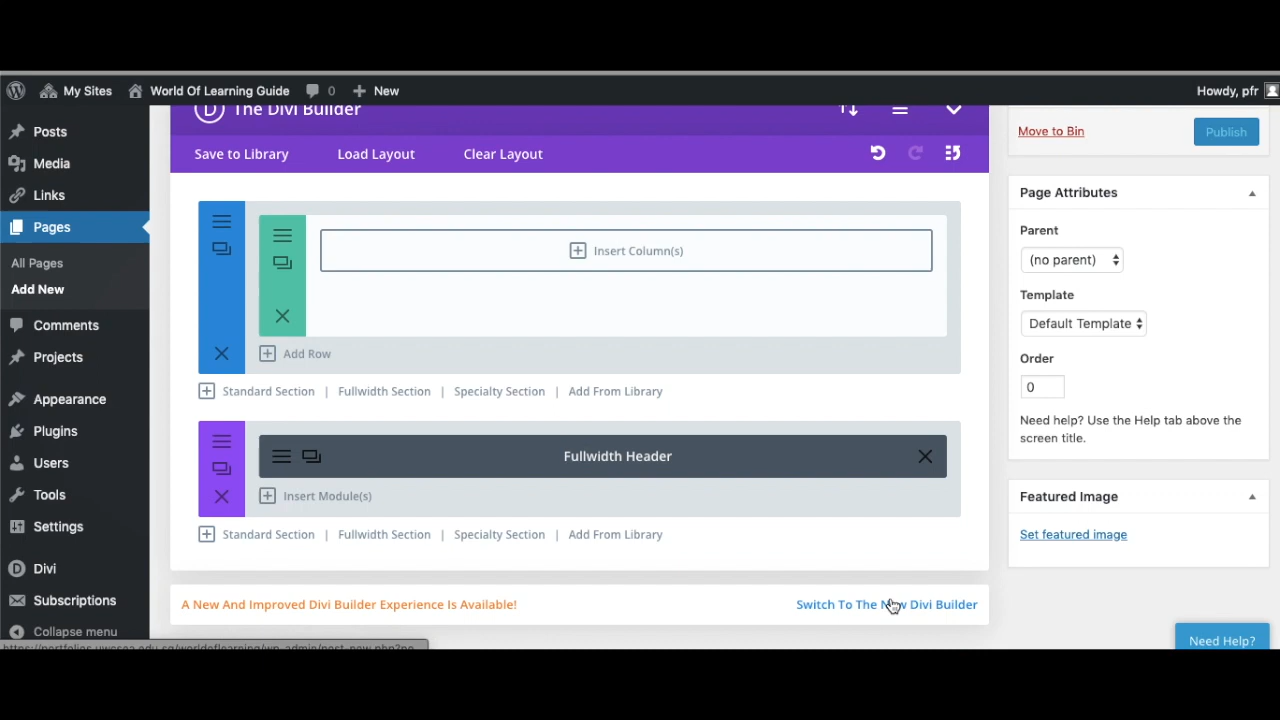 My Sites World Of Learning Guide 0 New Howdy, pfr
Posts
Media
Links
Pages
All Pages
Add New
Comments
Projects
Appearance
Plugins
Users
Tools
Settings
Divi
Subscriptions
Collapse menu
The Divi Builder
Save to Library Load Layout Clear Layout
Insert Column(s)
Add Row
Standard Section | Fullwidth Section | Specialty Section | Add From Library
Fullwidth Header
Insert Module(s)
Standard Section | Fullwidth Section | Specialty Section | Add From Library
A New And Improved Divi Builder Experience Is Available! Switch To The New Divi Builder
Move to Bin Publish
Page Attributes
Parent
(no parent)
Template
Default Template
Order
0
Need help? Use the Help tab above the
screen title.
Featured Image
Set featured image
Need Help?